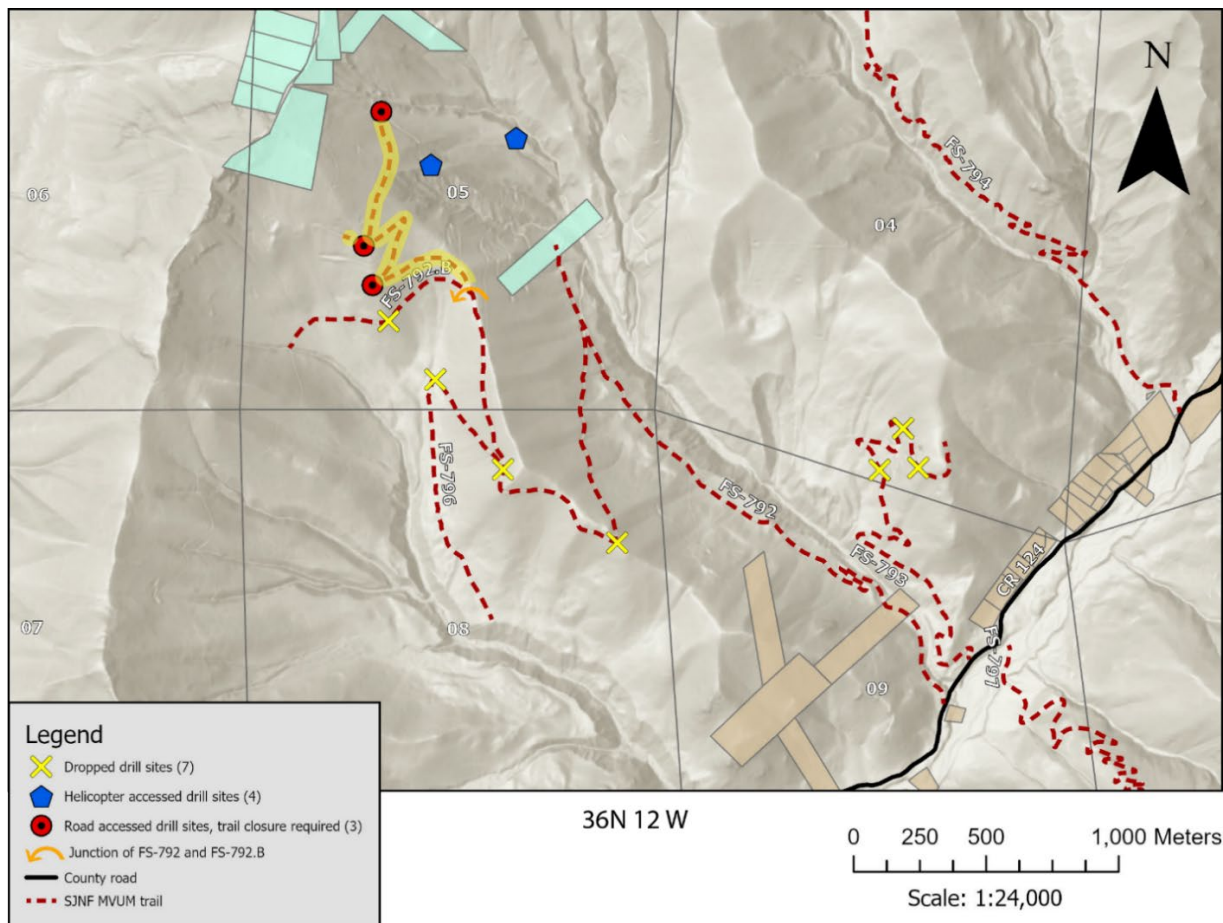 N
FS-794
06
05
04
FS-792.B
FS-796
FS-792
FS-793
CR 124
FS-797
07
08
09
Legend
Dropped drill sites (7)
Helicopter accessed drill sites (4)
Road accessed drill sites, trail closure required (3)
Junction of FS-792 and FS-792.B
County road
SJNF MVUM trail
36N 12 W
0 250 500 1,000 Meters
Scale: 1:24,000